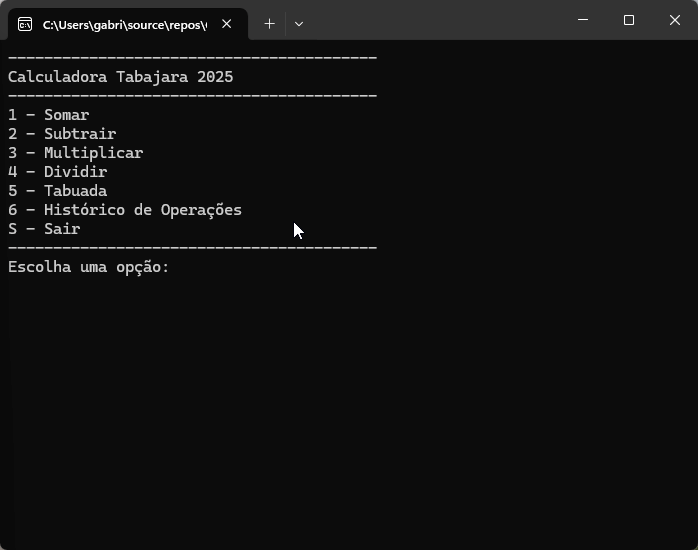 C:\Users\gabri\source\repos\
-----------------------------------------
Calculadora Tabajara 2025
-----------------------------------------
1 - Somar
2 - Subtrair
3 - Multiplicar
4 - Dividir
5 - Tabuada
6 - Histórico de Operações
S - Sair
-----------------------------------------
Escolha uma opção: